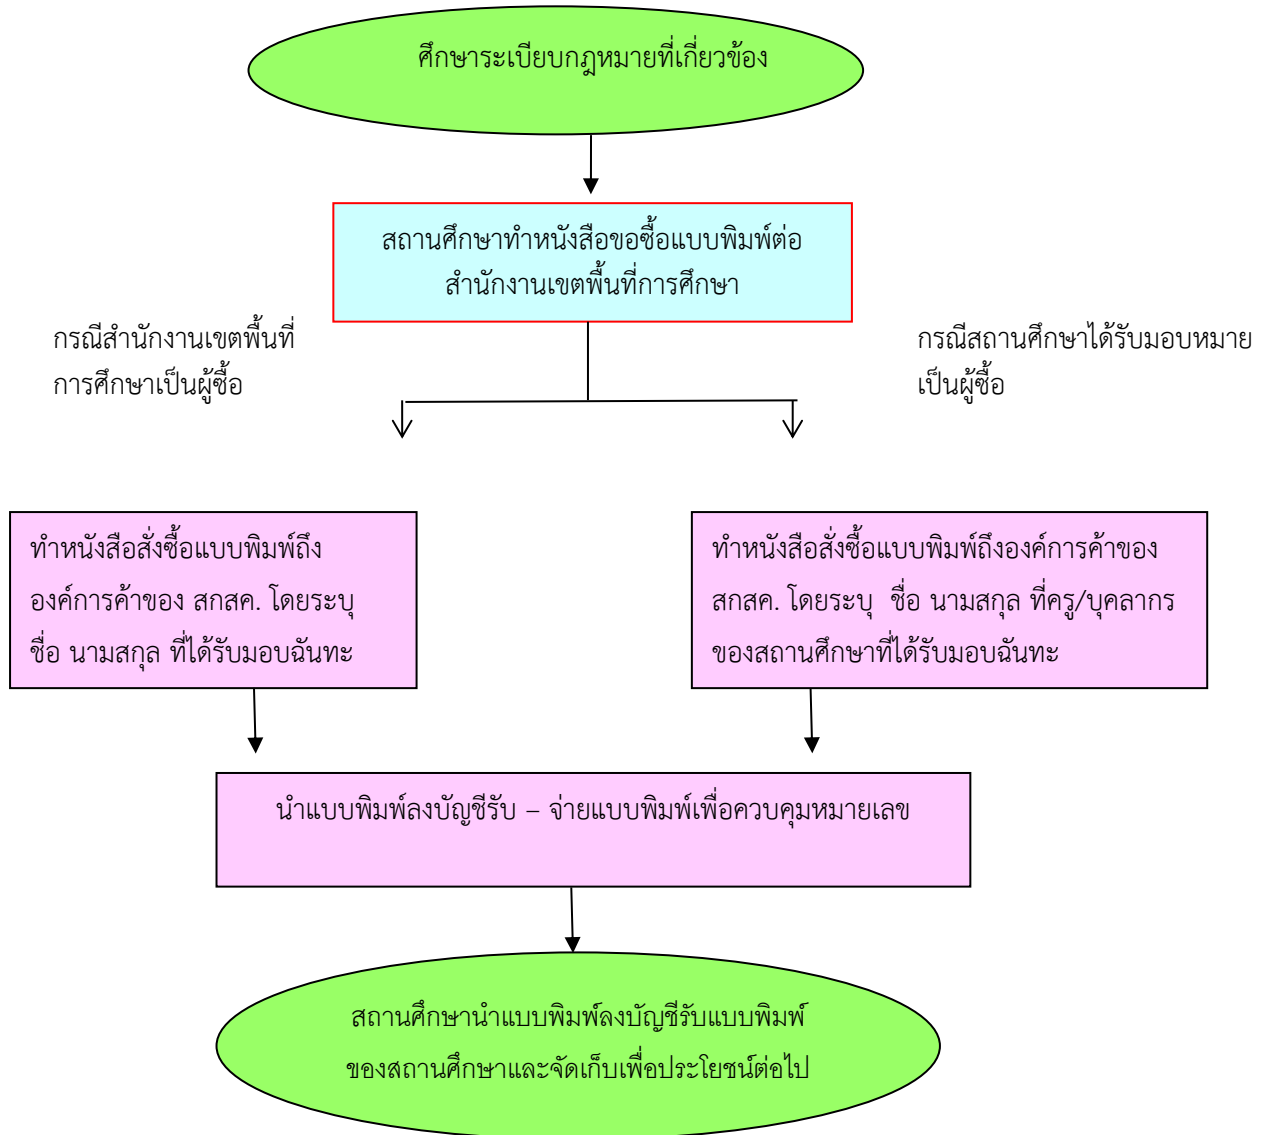 ศึกษาระเบียบกฎหมายที่เกี่ยวข้อง
สถานศึกษาทำหนังสือขอซื้อแบบพิมพ์ต่อ
สำนักงานเขตพื้นที่การศึกษา
กรณีสำนักงานเขตพื้นที่
การศึกษาเป็นผู้ซื้อ
กรณีสถานศึกษาได้รับมอบหมาย
เป็นผู้ซื้อ
ทำหนังสือสั่งซื้อแบบพิมพ์ถึง
องค์การค้าของ สกสค. โดยระบุ
ชื่อ นามสกุล ที่ได้รับมอบฉันทะ
ทำหนังสือสั่งซื้อแบบพิมพ์ถึงองค์การค้าของ
สกสค. โดยระบุ ชื่อ นามสกุล ที่ครู/บุคลากร
ของสถานศึกษาที่ได้รับมอบฉันทะ
นำแบบพิมพ์ลงบัญชีรับ – จ่ายแบบพิมพ์เพื่อควบคุมหมายเลข
สถานศึกษานำแบบพิมพ์ลงบัญชีรับแบบพิมพ์
ของสถานศึกษาและจัดเก็บเพื่อประโยชน์ต่อไป